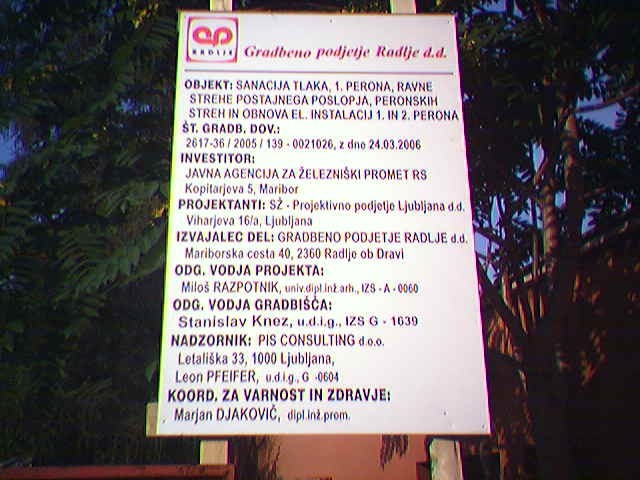 RADLJE
Gradbeno podjetje Radlje d.d.
OBJEKT: SANACIJA TLAKA, 1. PERONA, RAVNE
STREHE POSTAJNEGA POSLOPJA, PERONSKIH
STREH IN OBNOVA EL. INSTALACIJ 1. IN 2. PERONA
ŠT. GRADB. DOV.:
2617-36 / 2005 / 139 - 0021026, z dne 24.03.2006
INVESTITOR:
JAVNA AGENCIJA ZA ŽELEZNIŠKI PROMET RS
Kopitarjeva 5, Maribor
PROJEKTANTI: SŽ - Projektivno podjetje Ljubljana d.d.
Viharjeva 16/a, Ljubljana
IZVAJALEC DEL: GRADBENO PODJETJE RADLJE d.d.
Mariborska cesta 40, 2360 Radlje ob Dravi
ODG. VODJA PROJEKTA:
Miloš RAZPOTNIK, univ.dipl.inž.arh., IZS - A - 0060
ODG. VODJA GRADBIŠČA:
Stanislav Knez, u.d.i.g., IZS G - 1639
NADZORNIK: PIS CONSULTING d.o.o.
Letališka 33, 1000 Ljubljana,
Leon PFEIFER, u.d.i.g., G -0604
KOORD. ZA VARNOST IN ZDRAVJE:
Marjan DJAKOVIČ, dipl.inž.prom.